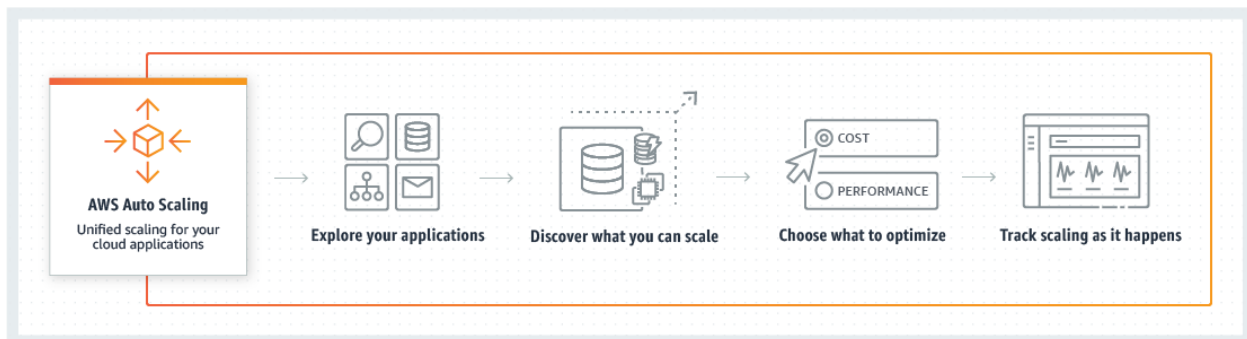 AWS Auto Scaling
Unified scaling for your
cloud applications
Explore your applications
Discover what you can scale
COST
PERFORMANCE
Choose what to optimize
Track scaling as it happens